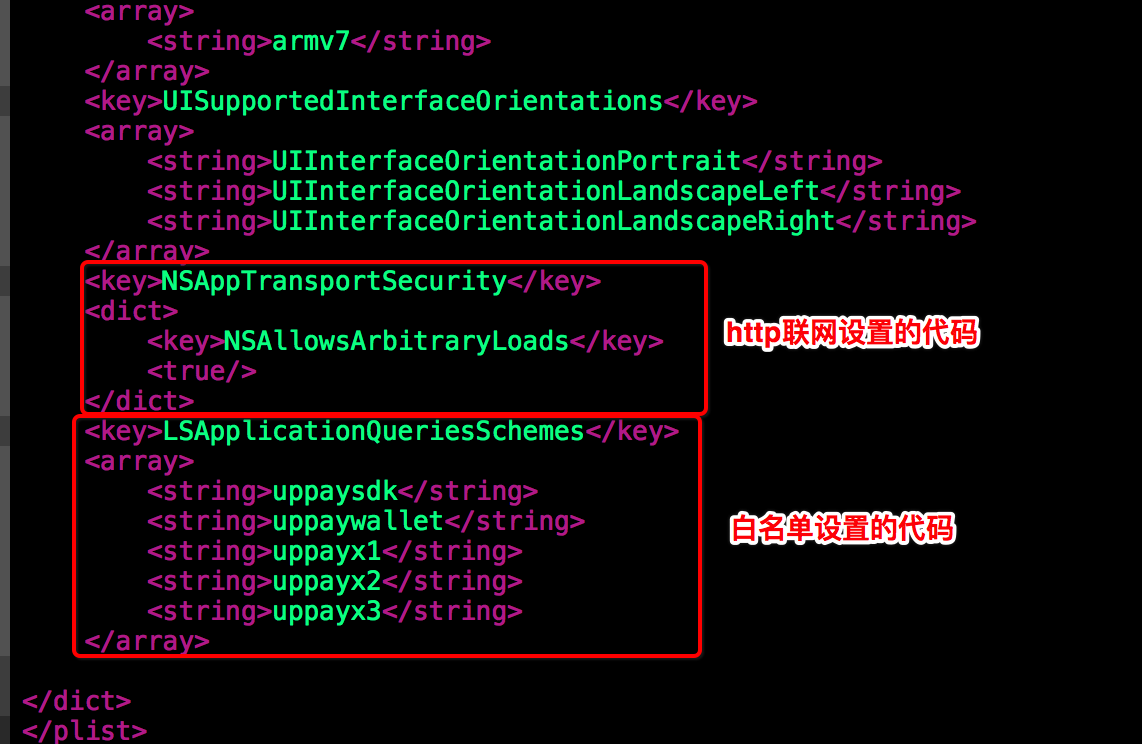 <array>
<string>armv7</string>
</array>
<key>UISupportedInterfaceOrientations</key>
<array>
<string>UIInterfaceOrientationPortrait</string>
<string>UIInterfaceOrientationLandscapeLeft</string>
<string>UIInterfaceOrientationLandscapeRight</string>
</array>
<key>NSAppTransportSecurity</key>
<dict>
<key>NSAllowsArbitraryLoads</key>
<true/>
</dict>
http联网设置的代码
<key>LSApplicationQueriesSchemes</key>
<array>
<string>uppaysdk</string>
<string>uppaywallet</string>
<string>uppayx1</string>
<string>uppayx2</string>
<string>uppayx3</string>
</array>
白名单设置的代码
</dict>
</plist>